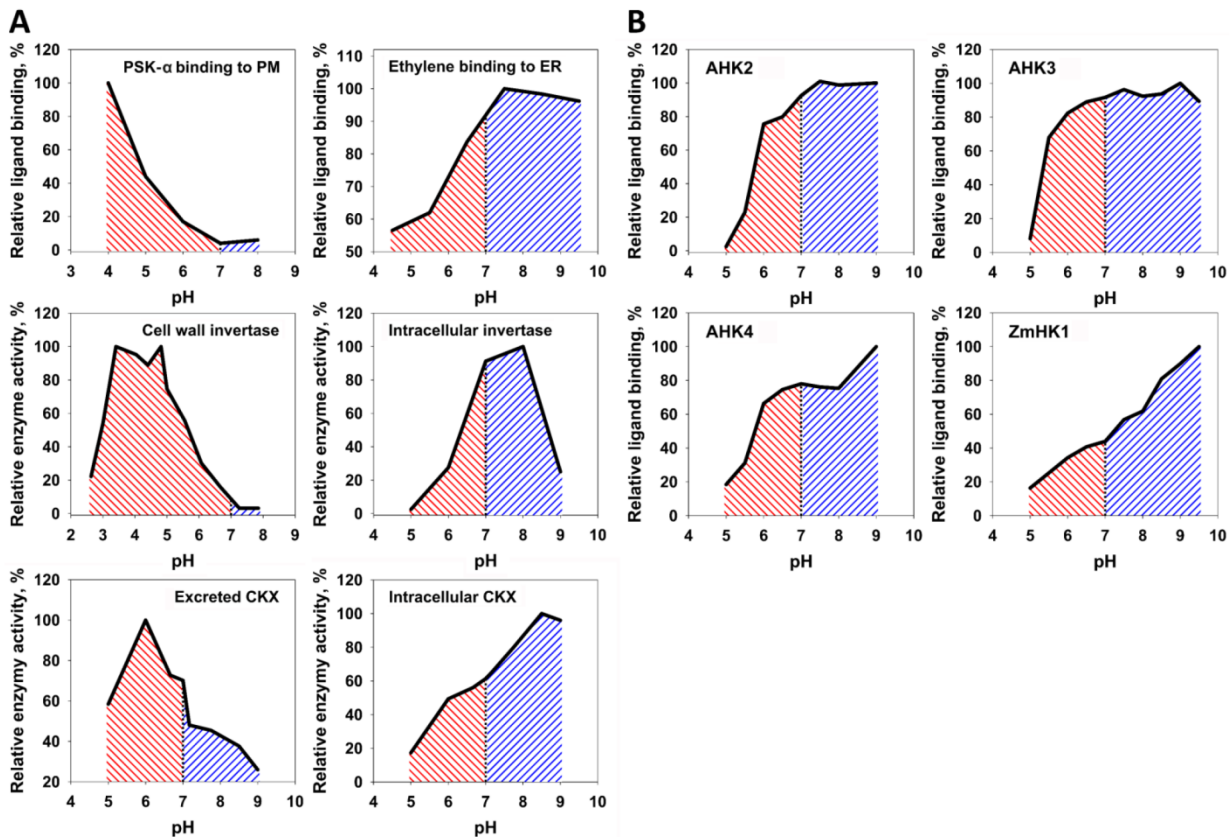 A
B
Relative ligand binding, %
120
100
80
60
40
20
0
PSK-α binding to PM
3 4 5 6 7 8 9
pH
Relative ligand binding, %
110
100
90
80
70
60
50
Ethylene binding to ER
4 5 6 7 8 9 10
pH
Relative ligand binding, %
120
100
80
60
40
20
0
AHK2
4 5 6 7 8 9 10
pH
Relative ligand binding, %
120
100
80
60
40
20
0
AHK3
4 5 6 7 8 9 10
pH
Relative enzyme activity, %
120
100
80
60
40
20
0
Cell wall invertase
2 3 4 5 6 7 8 9
pH
Relative enzyme activity, %
120
100
80
60
40
20
0
Intracellular invertase
4 5 6 7 8 9 10
pH
Relative ligand binding, %
120
100
80
60
40
20
0
AHK4
4 5 6 7 8 9 10
pH
Relative ligand binding, %
120
100
80
60
40
20
0
ZmHK1
4 5 6 7 8 9 10
pH
Relative enzymy activity, %
120
100
80
60
40
20
Excreted CKX
4 5 6 7 8 9 10
pH
Relative enzyme activity, %
120
100
80
60
40
20
0
Intracellular CKX
4 5 6 7 8 9 10
pH